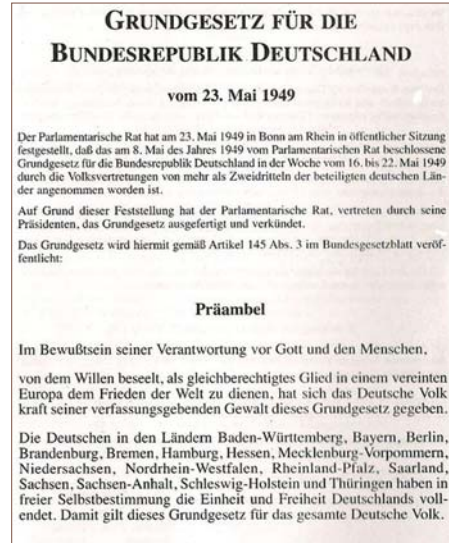 GRUNDGESETZ FÜR DIE
BUNDESREPUBLIK DEUTSCHLAND
vom 23. Mai 1949
Der Parlamentarische Rat hat am 23. Mai 1949 in Bonn am Rhein in öffentlicher Sitzung
festgestellt, daß das am 8. Mai des Jahres 1949 vom Parlamentarischen Rat beschlossene
Grundgesetz für die Bundesrepublik Deutschland in der Woche vom 16. bis 22. Mai 1949
durch die Volksvertretungen von mehr als Zweidritteln der beteiligten deutschen Län-
der angenommen worden ist.
Auf Grund dieser Feststellung hat der Parlamentarische Rat, vertreten durch seine
Präsidenten, das Grundgesetz ausgefertigt und verkündet.
Das Grundgesetz wird hiermit gemäß Artikel 145 Abs. 3 im Bundesgesetzblatt veröf-
fentlicht:
Präambel
Im Bewußtsein seiner Verantwortung vor Gott und den Menschen,
von dem Willen beseelt, als gleichberechtigtes Glied in einem vereinten
Europa dem Frieden der Welt zu dienen, hat sich das Deutsche Volk
kraft seiner verfassungsgebenden Gewalt dieses Grundgesetz gegeben.
Die Deutschen in den Ländern Baden-Württemberg, Bayern, Berlin,
Brandenburg, Bremen, Hamburg, Hessen, Mecklenburg-Vorpommern,
Niedersachsen, Nordrhein-Westfalen, Rheinland-Pfalz, Saarland,
Sachsen, Sachsen-Anhalt, Schleswig-Holstein und Thüringen haben in
freier Selbstbestimmung die Einheit und Freiheit Deutschlands voll-
endet. Damit gilt dieses Grundgesetz für das gesamte Deutsche Volk.